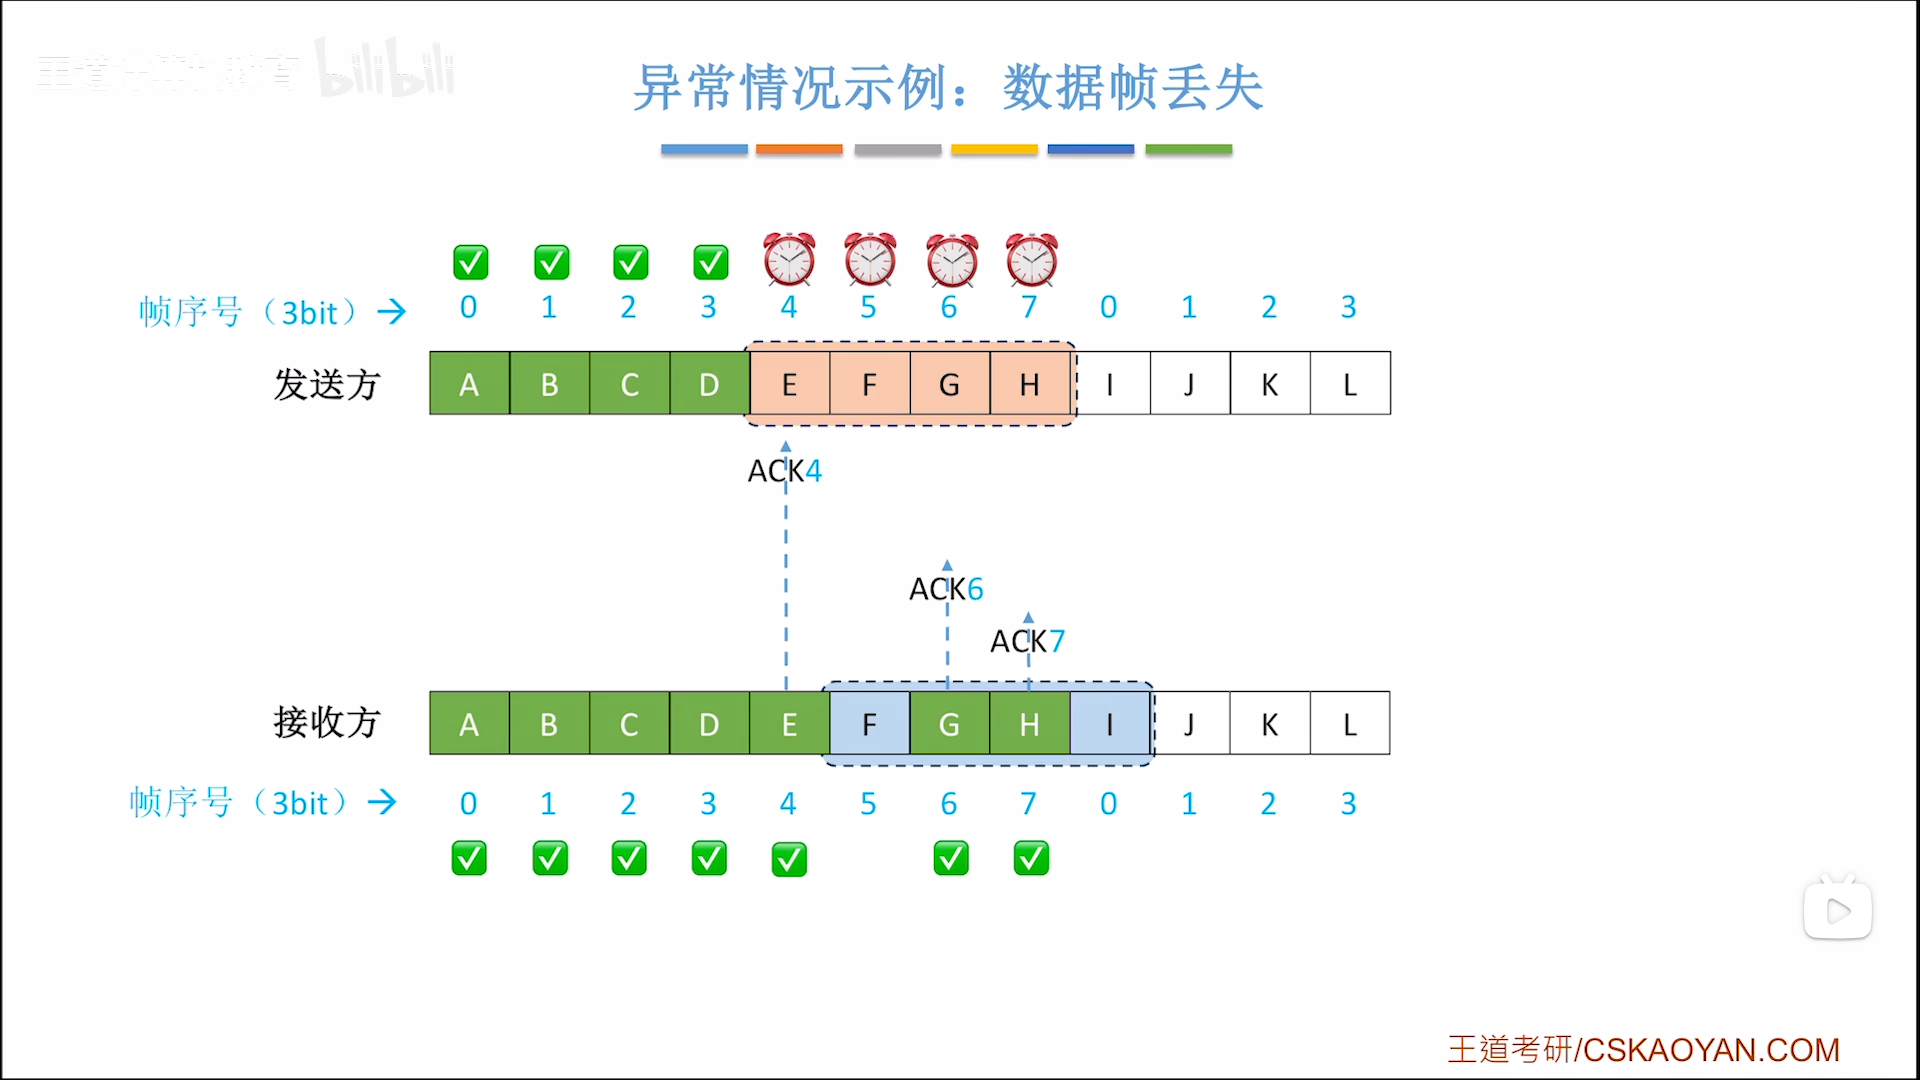 王道计算机教育 bilibili
异常情况示例：数据帧丢失
帧序号（3bit）→ 0 1 2 3 4 5 6 7 0 1 2 3
发送方 A B C D E F G H I J K L
ACK4
ACK6
ACK7
接收方 A B C D E F G H I J K L
帧序号（3bit）→ 0 1 2 3 4 5 6 7 0 1 2 3
王道考研/CSKAOYAN.COM